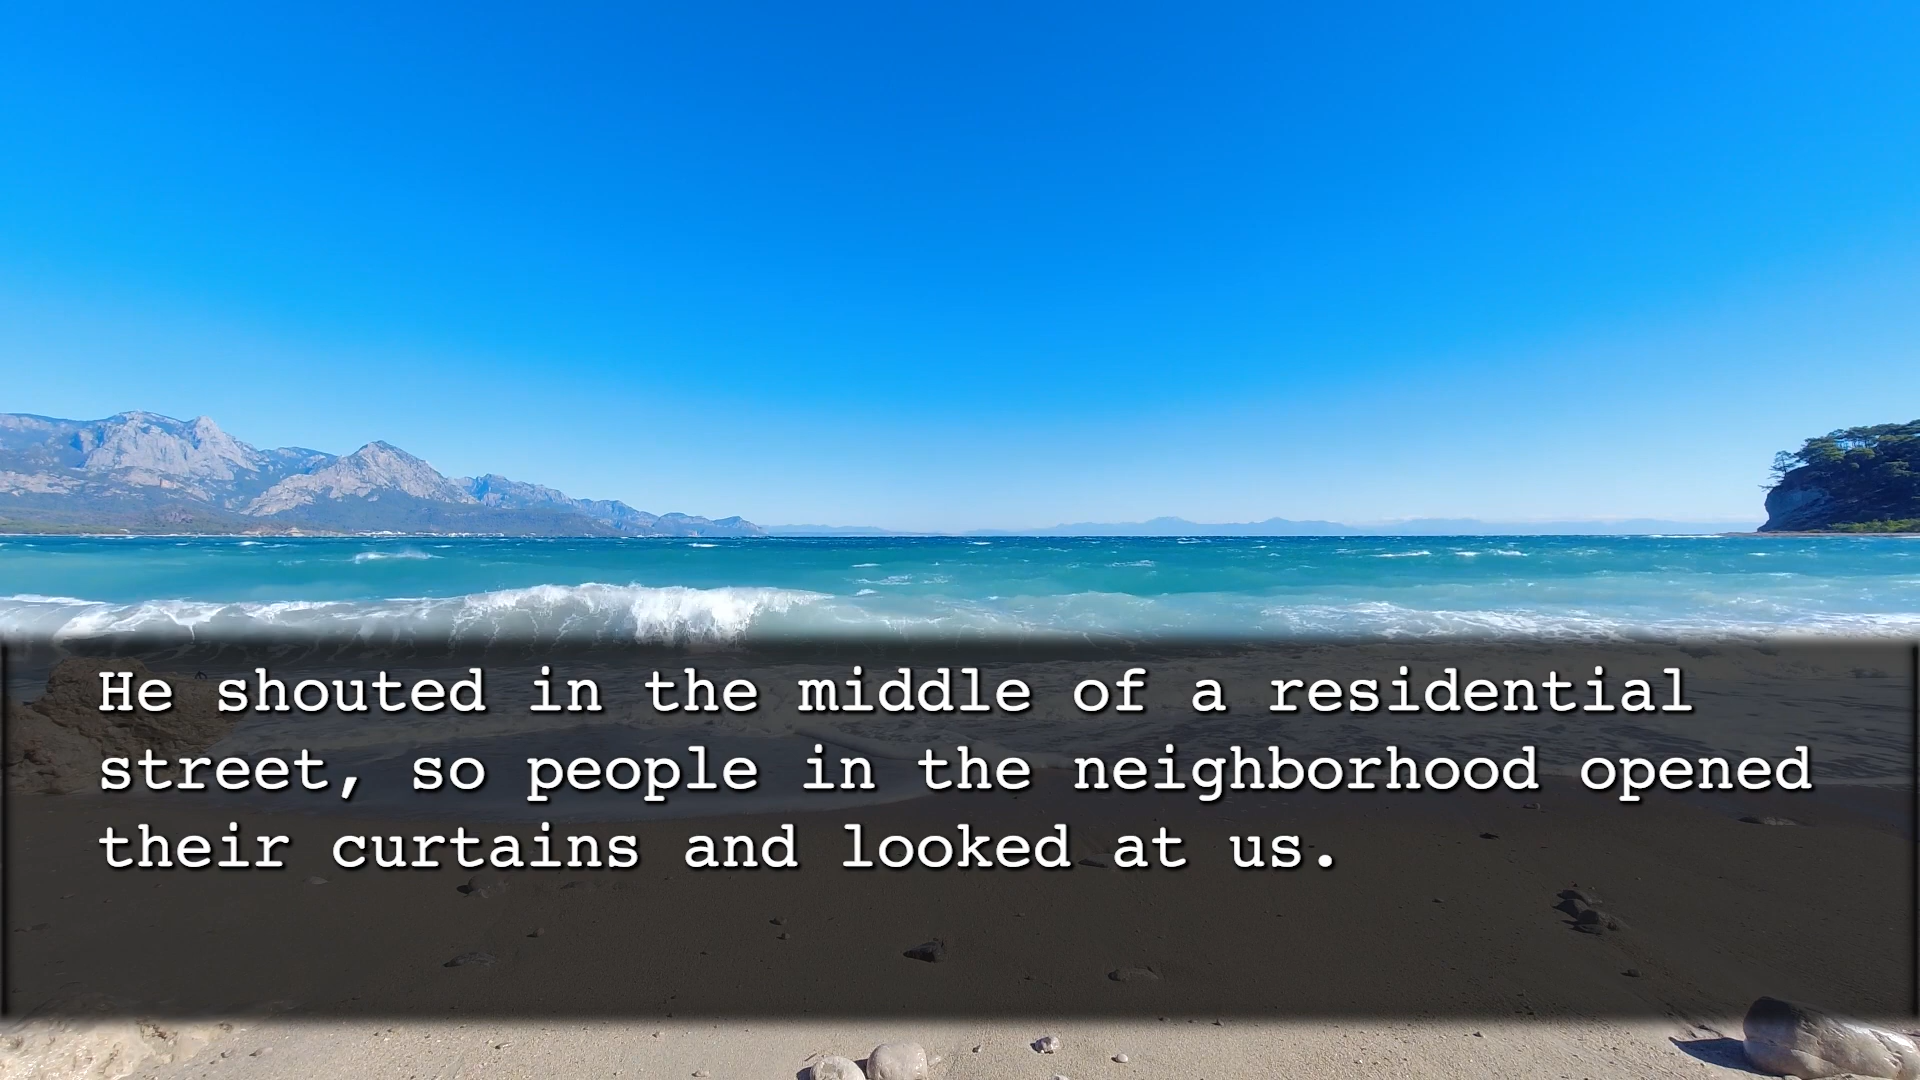 He shouted in the middle of a residential
street, so people in the neighborhood opened
their curtains and looked at us.